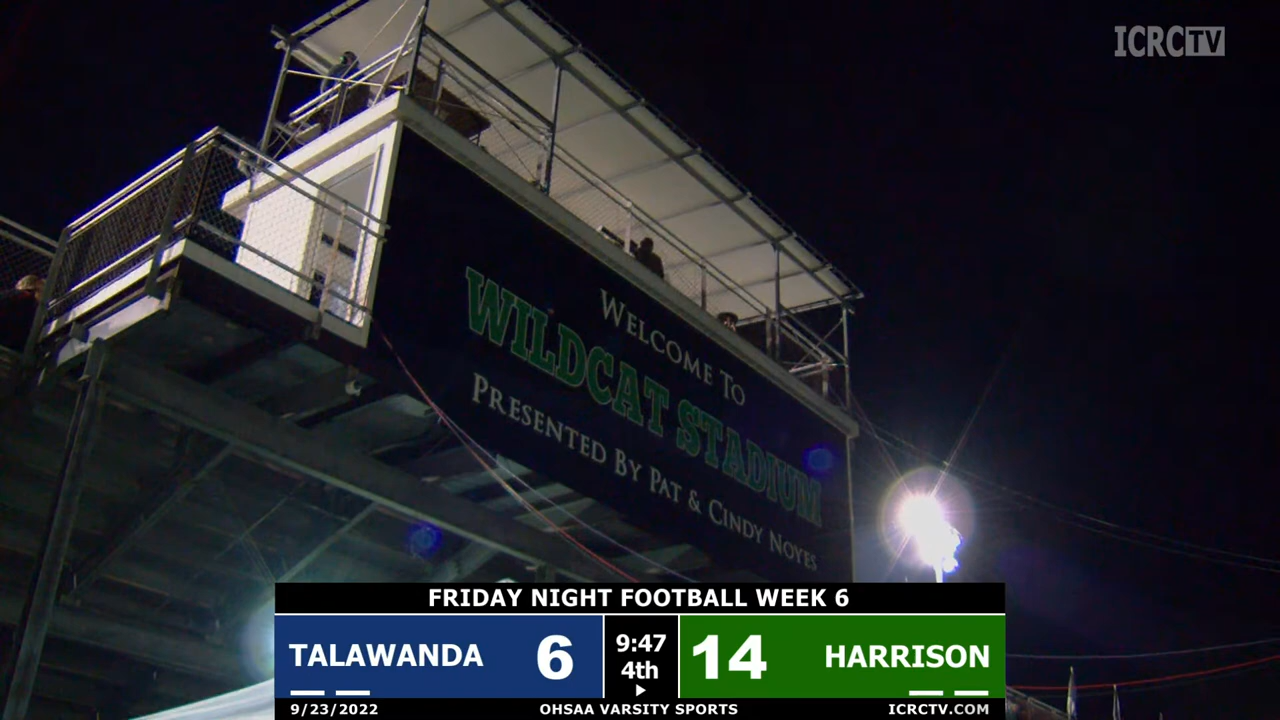 ICRCTV
WELCOME TO
WILDCAT STADIUM
PRESENTED BY PAT & CINDY NOYES
FRIDAY NIGHT FOOTBALL WEEK 6
TALAWANDA 6
9:47
4th
14 HARRISON
9/23/2022 OHSAA VARSITY SPORTS ICRCTV.COM